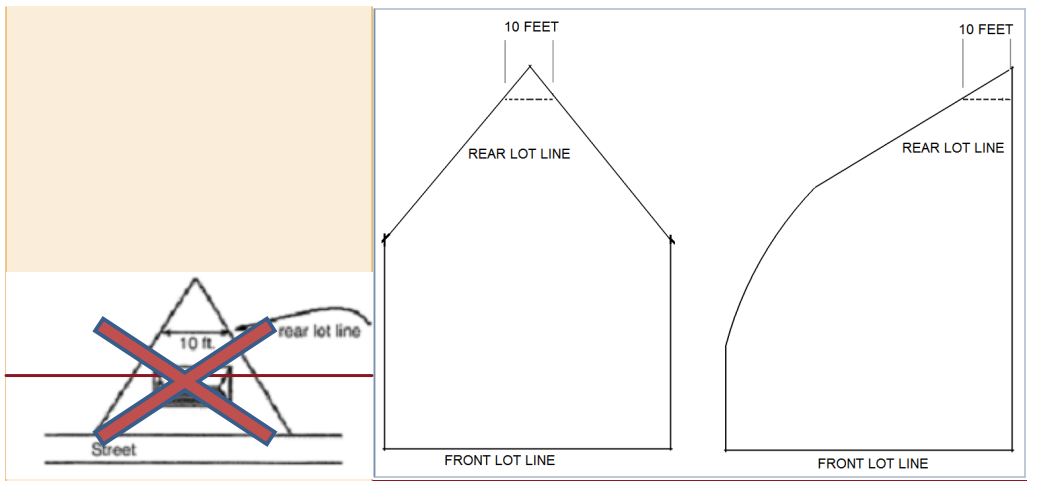 rear lot line
10 ft.
Street
10 FEET
REAR LOT LINE
FRONT LOT LINE
10 FEET
REAR LOT LINE
FRONT LOT LINE